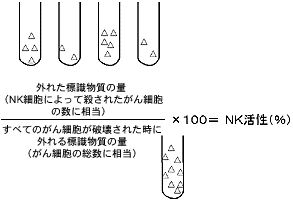 外れた標識物質の量
(NK細胞によって殺されたがん細胞
の数に相当)
すべてのがん細胞が破壊された時に
外れる標識物質の量
(がん細胞の総数に相当)
×100= NK活性(%)